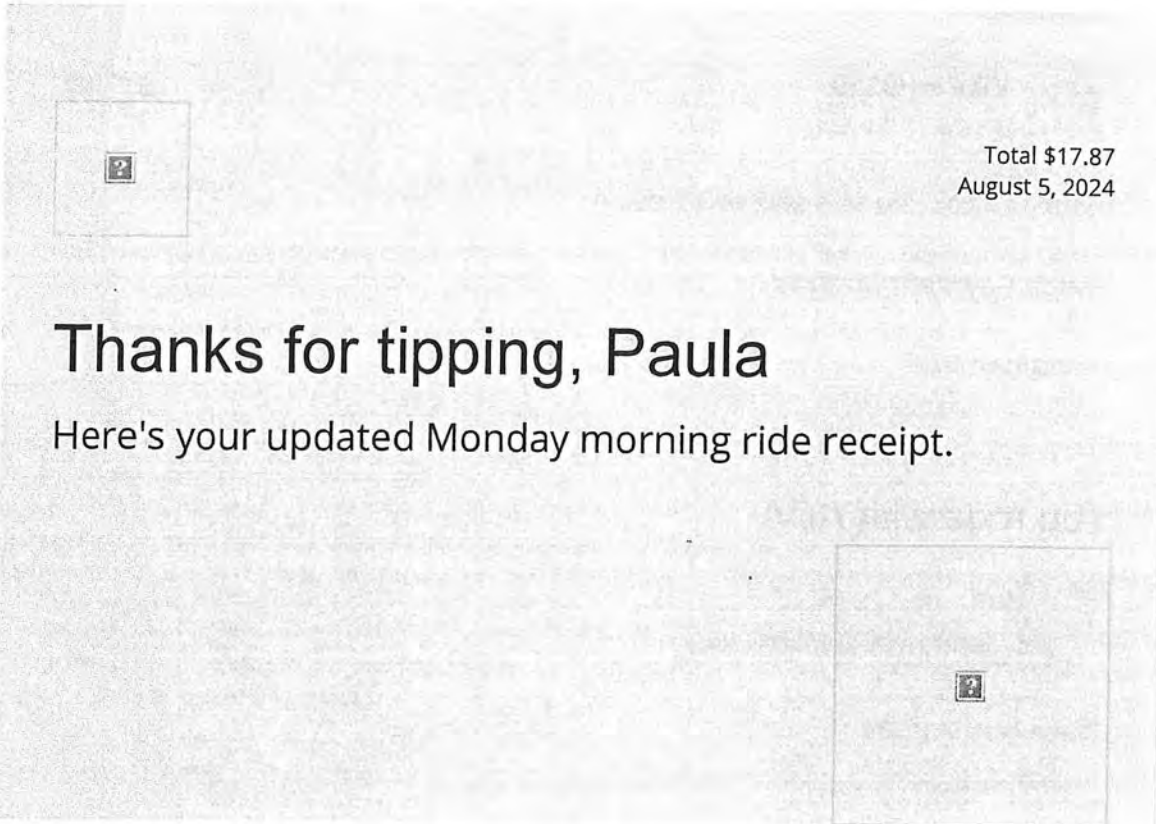 Total $17.87
August 5, 2024
Thanks for tipping, Paula
Here's your updated Monday morning ride receipt.